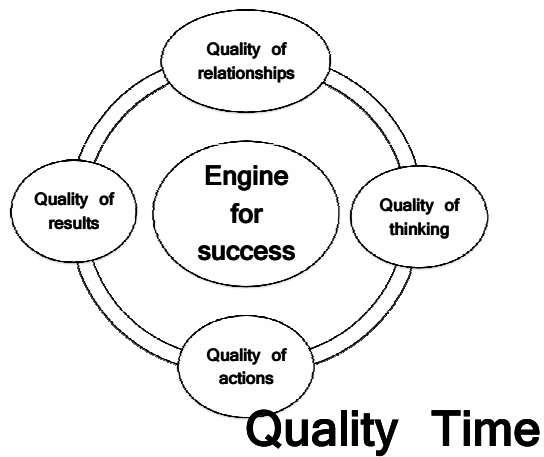 Quality of
relationships
Engine
for
success
Quality of
results
Quality of
thinking
Quality of
actions
Quality Time